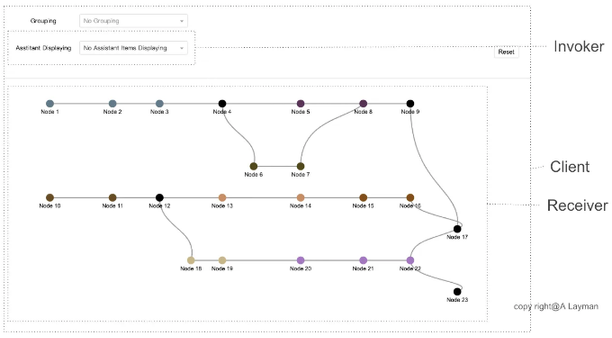 Grouping
No Grouping
Asstitant Displaying
No Assistant Items Displaying
Reset
Invoker
Node 1
Node 2
Node 3
Node 4
Node 5
Node 8
Node 9
Node 6
Node 7
Client
Node 10
Node 11
Node 12
Node 13
Node 14
Node 15
Node 16
Receiver
Node 17
Node 18
Node 19
Node 20
Node 21
Node 22
Node 23
copy right@A Layman